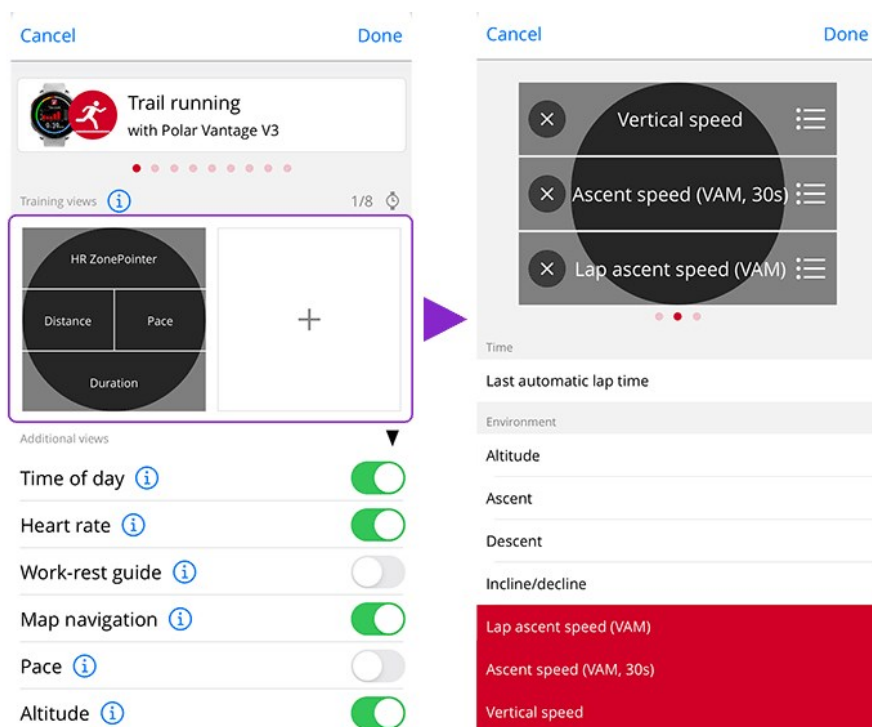 Cancel
Done
Trail running
with Polar Vantage V3
Training views
1/8
HR ZonePointer
Distance
Pace
Duration
Additional views
Time of day
Heart rate
Work-rest guide
Map navigation
Pace
Altitude
Cancel
Done
Vertical speed
Ascent speed (VAM, 30s)
Lap ascent speed (VAM)
Time
Last automatic lap time
Environment
Altitude
Ascent
Descent
Incline/decline
Lap ascent speed (VAM)
Ascent speed (VAM, 30s)
Vertical speed